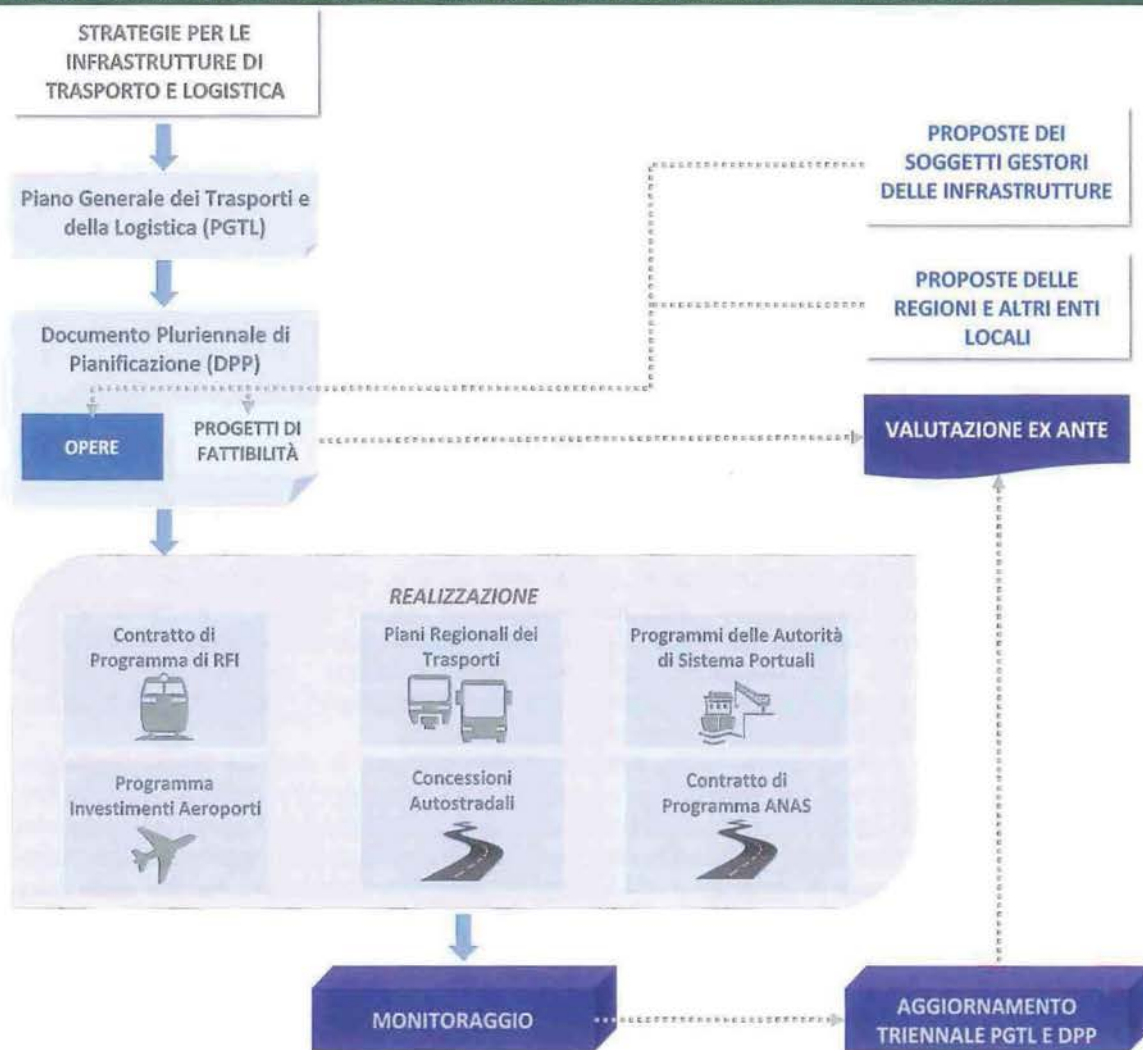 STRATEGIE PER LE
INFRASTRUTTURE DI
TRASPORTO E LOGISTICA
PROPOSTE DEI
SOGGETTI GESTORI
DELLE INFRASTRUTTURE
Piano Generale dei Trasporti e
della Logistica (PGTL)
PROPOSTE DELLE
REGIONI E ALTRI ENTI
LOCALI
Documento Pluriennale di
Pianificazione (DPP)
OPERE
PROGETTI DI
FATTIBILITÀ
VALUTAZIONE EX ANTE
REALIZZAZIONE
Contratto di
Programma di RFI
Piani Regionali dei
Trasporti
Programmi delle Autorità
di Sistema Portuali
Programma
Investimenti Aeroporti
Concessioni
Autostradali
Contratto di
Programma ANAS
MONITORAGGIO
AGGIORNAMENTO
TRIENNALE PGTL E DPP